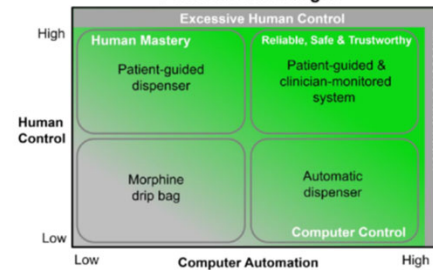 Excessive Human Control
High
Human Mastery
Reliable, Safe & Trustworthy
Patient-guided
dispenser
Patient-guided &
clinician-monitored
system
Human
Control
Morphine
drip bag
Automatic
dispenser
Computer Control
Low
Low
Computer Automation
High